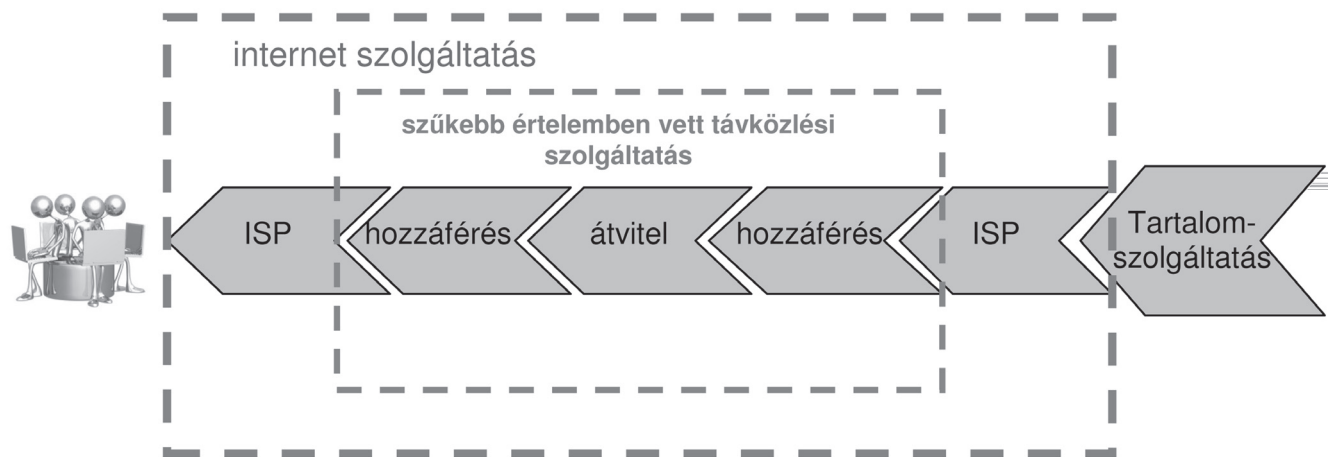 internet szolgáltatás
szűkebb értelemben vett távközlési
szolgáltatás
ISP
hozzáférés
átvitel
hozzáférés
ISP
Tartalom-
szolgáltatás